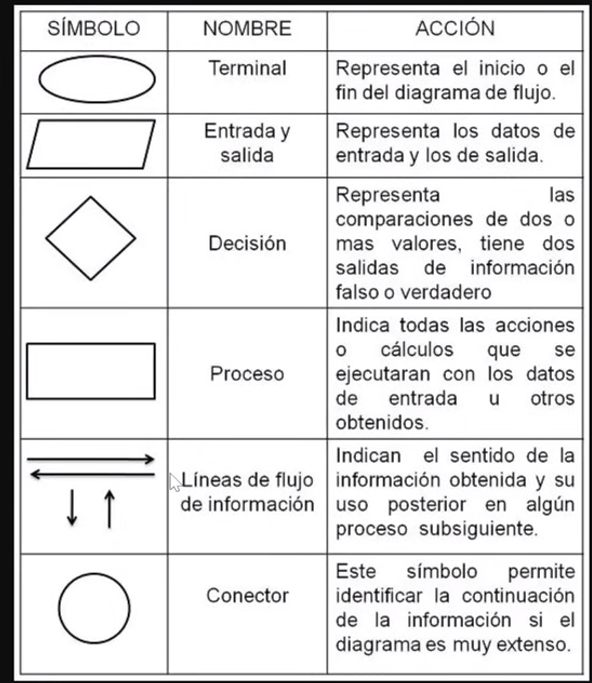 SÍMBOLO NOMBRE ACCIÓN
Terminal
Representa el inicio o el
fin del diagrama de flujo.
Entrada y
salida
Representa los datos de
entrada y los de salida.
Decisión
Representa las
comparaciones de dos o
mas valores, tiene dos
salidas de información
falso o verdadero
Proceso
Indica todas las acciones
o cálculos que se
ejecutaran con los datos
de entrada u otros
obtenidos.
Líneas de flujo
de información
Indican el sentido de la
información obtenida y su
uso posterior en algún
proceso subsiguiente.
Conector
Este símbolo permite
identificar la continuación
de la información si el
diagrama es muy extenso.